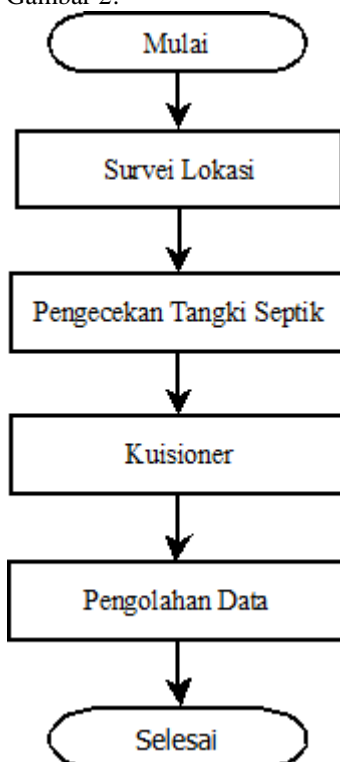 Gambar 2.
Mulai
Survei Lokasi
Pengecekan Tangki Septik
Kuisioner
Pengolahan Data
Selesai